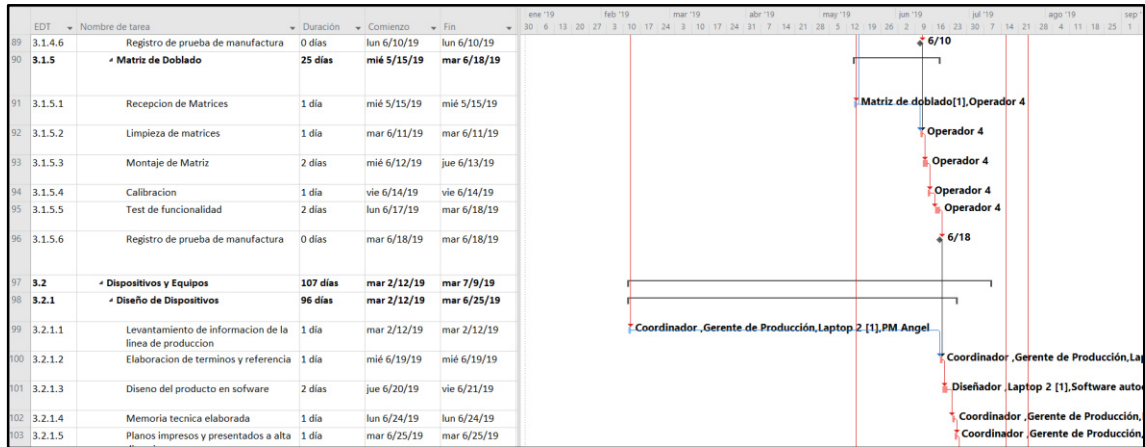 ene '19 feb '19 mar '19 abr '19 may '19 jun '19 jul '19 ago '19 sep
EDT Nombre de tarea Duración Comienzo Fin 30 6 13 20 27 3 10 17 24 3 10 17 24 31 7 14 21 28 5 12 19 26 2 9 16 23 30 7 14 21 28 4 11 18 25 1
89 3.1.4.6 Registro de prueba de manufactura 0 días lun 6/10/19 lun 6/10/19 6/10
90 3.1.5 Matriz de Doblado 25 días mié 5/15/19 mar 6/18/19
91 3.1.5.1 Recepcion de Matrices 1 día mié 5/15/19 mié 5/15/19 Matriz de doblado[1],Operador 4
92 3.1.5.2 Limpieza de matrices 1 día mar 6/11/19 mar 6/11/19 Operador 4
93 3.1.5.3 Montaje de Matriz 2 días mié 6/12/19 jue 6/13/19 Operador 4
94 3.1.5.4 Calibracion 1 día vie 6/14/19 vie 6/14/19 Operador 4
95 3.1.5.5 Test de funcionalidad 2 días lun 6/17/19 mar 6/18/19 Operador 4
96 3.1.5.6 Registro de prueba de manufactura 0 días mar 6/18/19 mar 6/18/19 6/18
97 3.2 Dispositivos y Equipos 107 días mar 2/12/19 mar 7/9/19
98 3.2.1 Diseño de Dispositivos 96 días mar 2/12/19 mar 6/25/19
99 3.2.1.1 Levantamiento de informacion de la 1 día mar 2/12/19 mar 2/12/19 Coordinador ,Gerente de Producción,Laptop 2 [1],PM Angel
linea de produccion
100 3.2.1.2 Elaboracion de terminos y referencia 1 día mié 6/19/19 mié 6/19/19 Coordinador ,Gerente de Producción,Lap
101 3.2.1.3 Diseno del producto en sofware 2 días jue 6/20/19 vie 6/21/19 Diseñador ,Laptop 2 [1],Software autoc
102 3.2.1.4 Memoria tecnica elaborada 1 día lun 6/24/19 lun 6/24/19 Coordinador ,Gerente de Producción,
103 3.2.1.5 Planos impresos y presentados a alta 1 día mar 6/25/19 mar 6/25/19 Coordinador ,Gerente de Producción,